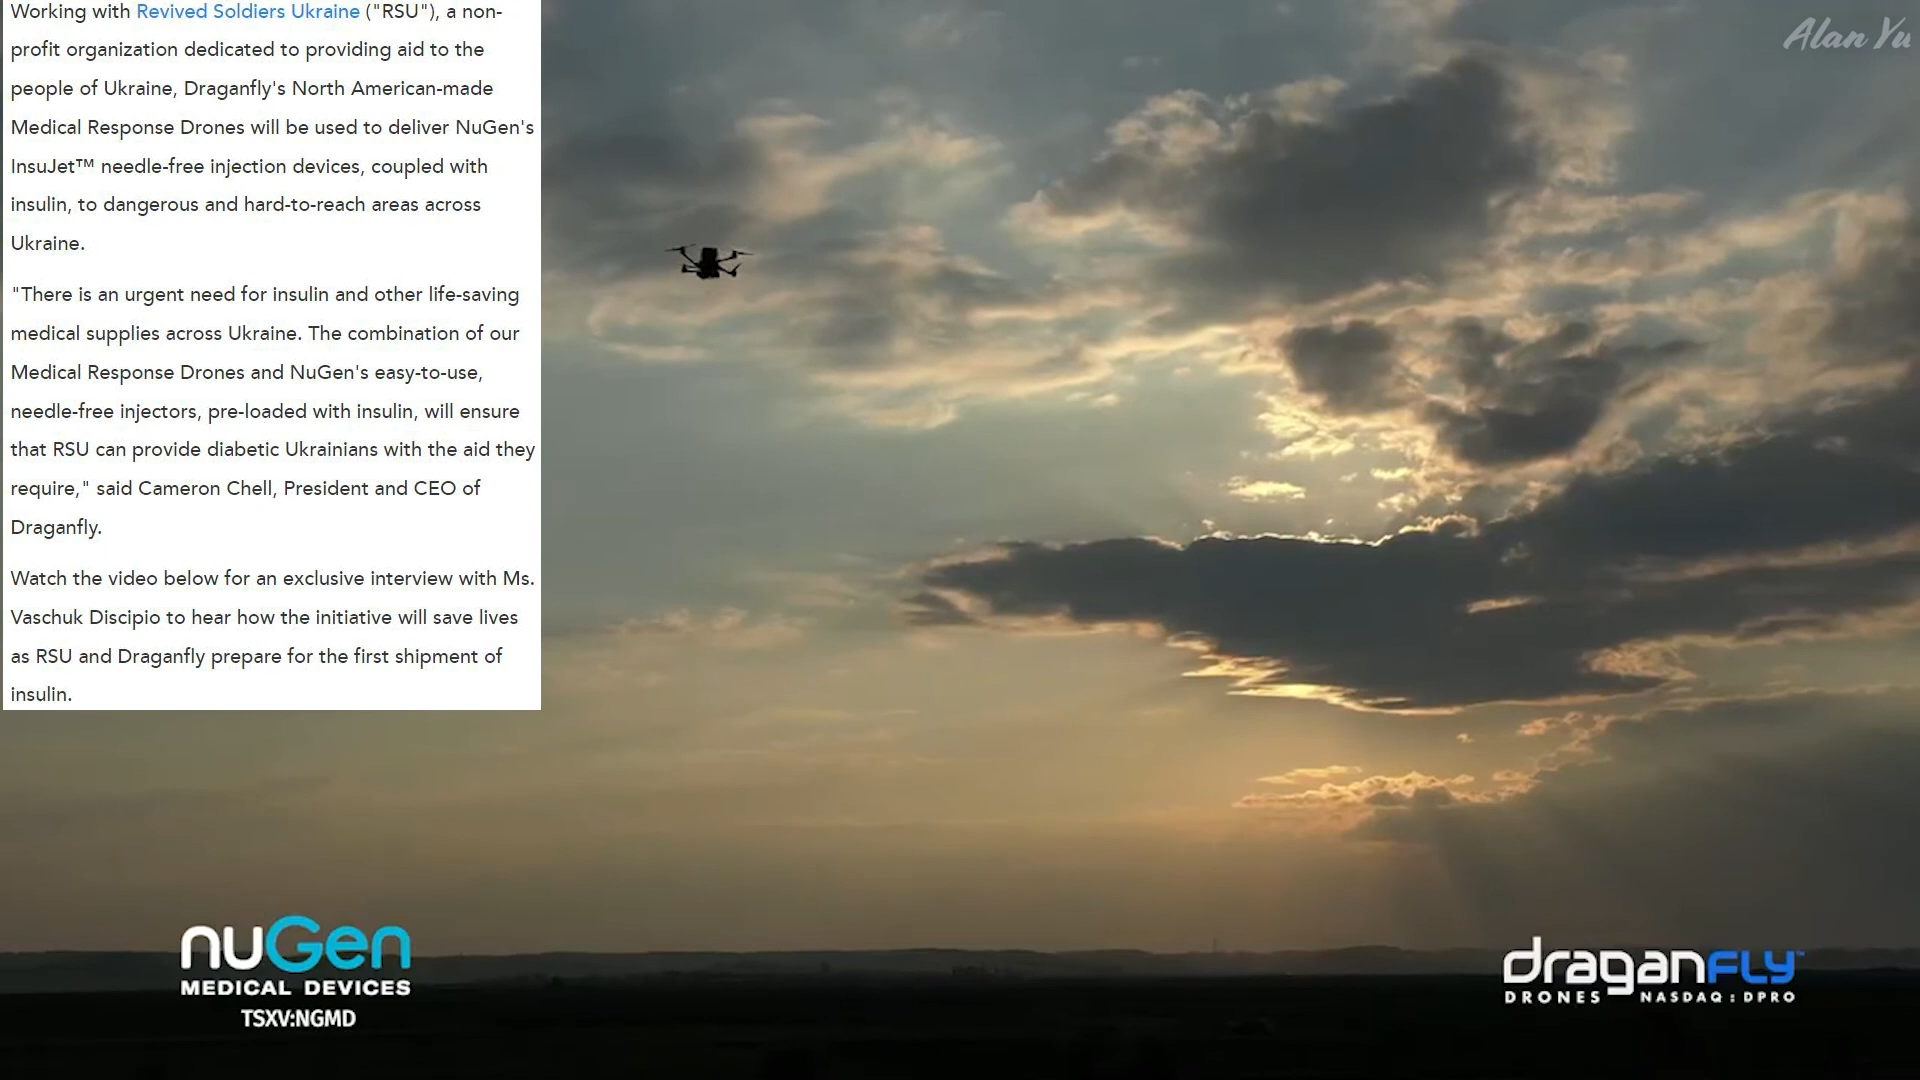 Working with Revived Soldiers Ukraine ("RSU"), a non-
profit organization dedicated to providing aid to the
people of Ukraine, Draganfly's North American-made
Medical Response Drones will be used to deliver NuGen's
InsuJet™ needle-free injection devices, coupled with
insulin, to dangerous and hard-to-reach areas across
Ukraine.
"There is an urgent need for insulin and other life-saving
medical supplies across Ukraine. The combination of our
Medical Response Drones and NuGen's easy-to-use,
needle-free injectors, pre-loaded with insulin, will ensure
that RSU can provide diabetic Ukrainians with the aid they
require," said Cameron Chell, President and CEO of
Draganfly.
Watch the video below for an exclusive interview with Ms.
Vaschuk Discipio to hear how the initiative will save lives
as RSU and Draganfly prepare for the first shipment of
insulin.
Alan Yu
nuGen
MEDICAL DEVICES
TSXV:NGMD
draganFLY™
DRONES NASDAQ : DPRO